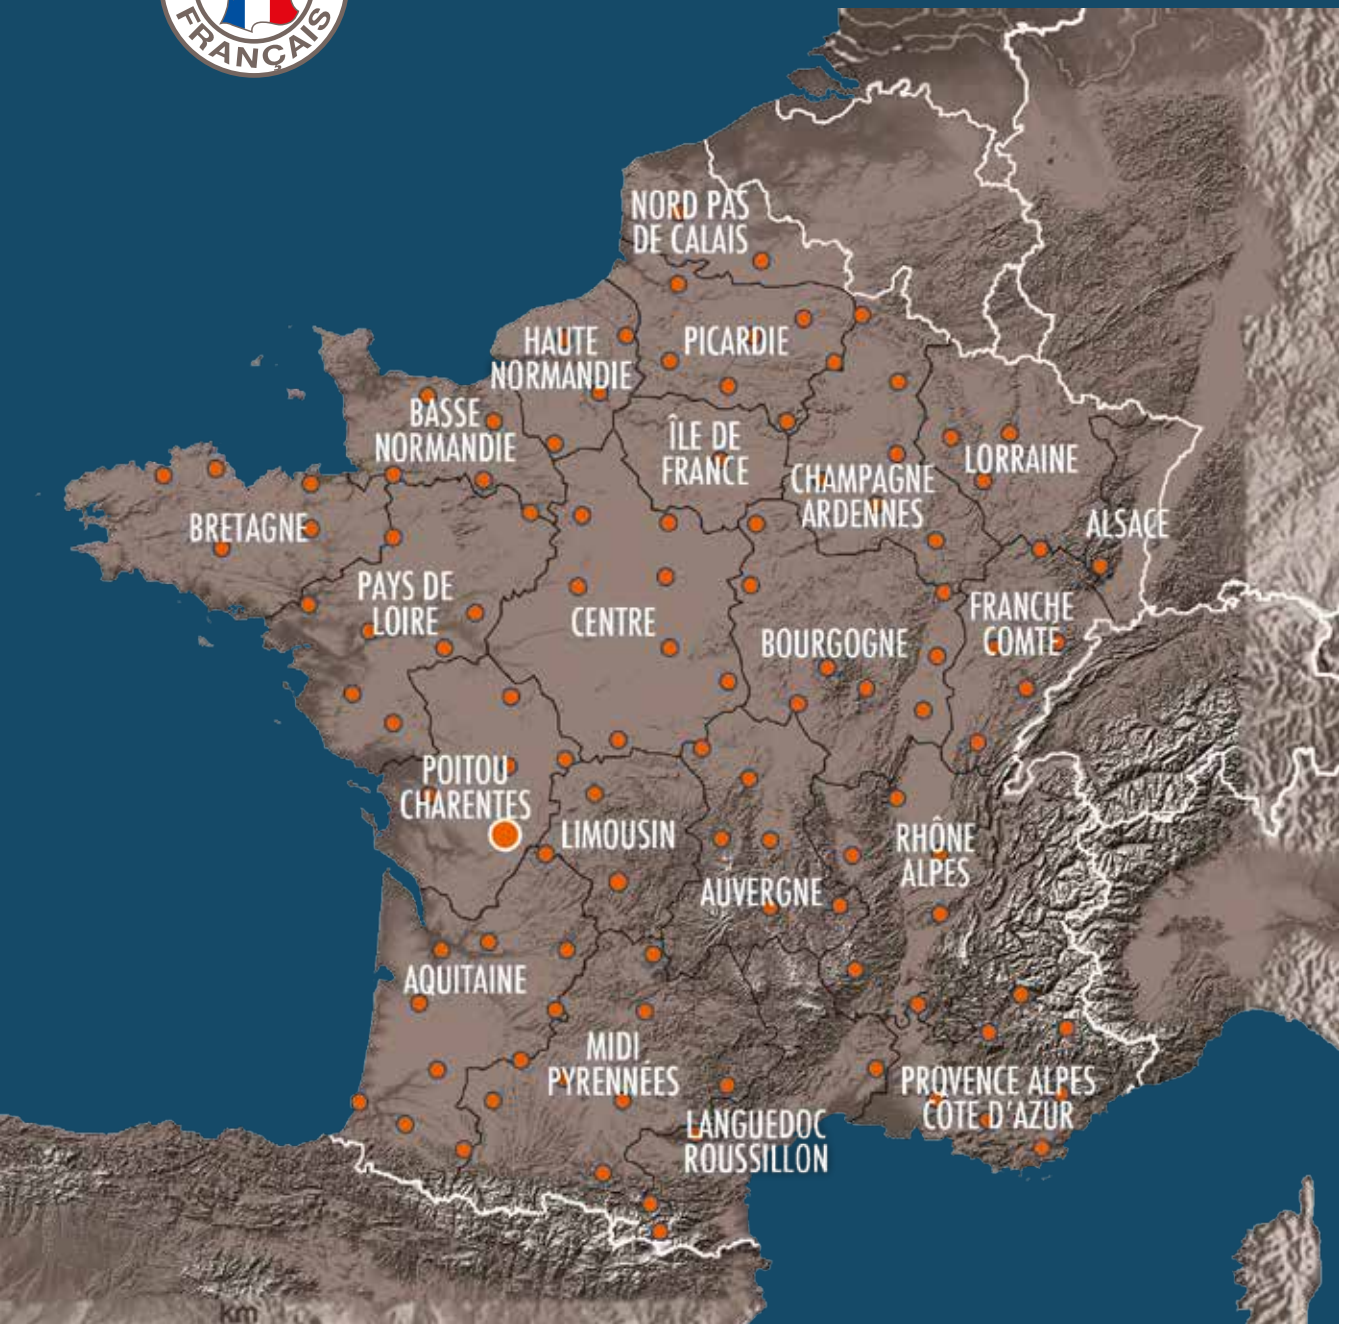 FRANÇAIS
NORD PAS
DE CALAIS
HAUTE
NORMANDIE
PICARDIE
BASSE
NORMANDIE
ÎLE DE
FRANCE
CHAMPAGNE
ARDENNES
LORRAINE
ALSACE
BRETAGNE
PAYS DE
LOIRE
CENTRE
BOURGOGNE
FRANCHE
COMTÉ
POITOU
CHARENTES
LIMOUSIN
AUVERGNE
RHÔNE
ALPES
AQUITAINE
MIDI
PYRENNÉES
LANGUEDOC
ROUSSILLON
PROVENCE ALPES
CÔTE D'AZUR
km